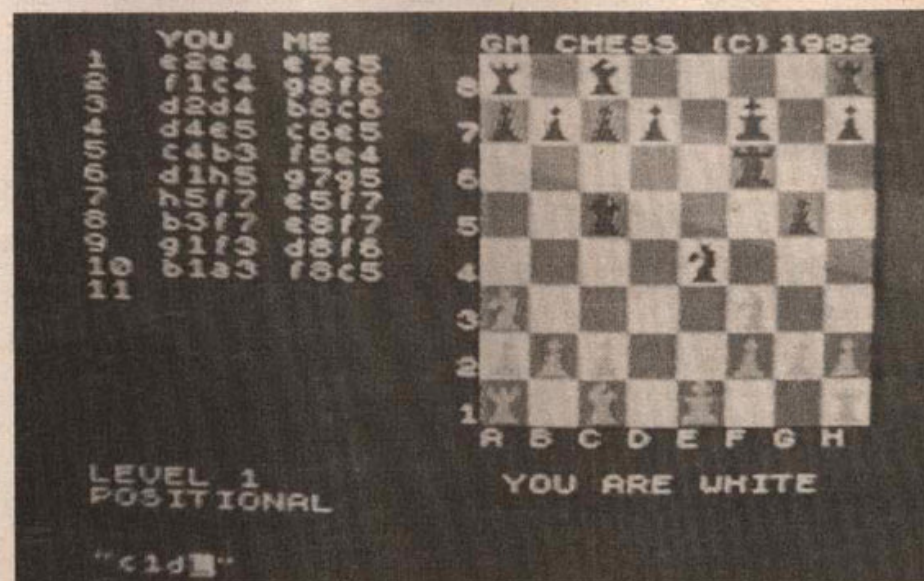 YOU ME
1 e2e4 e7e5
2 f1c4 g8f6
3 d2d4 b8c6
4 d4e5 c6e5
5 c4b3 f6e4
6 d1h5 g7g5
7 h5f7 e5f7
8 b3f7 e8f7
9 g1f3 d8f6
10 b1a3 f8c5
11
LEVEL 1
POSITIONAL
"c1d "
GM CHESS (C) 1982
8
7
6
5
4
3
2
1
A B C D E F G H
YOU ARE WHITE